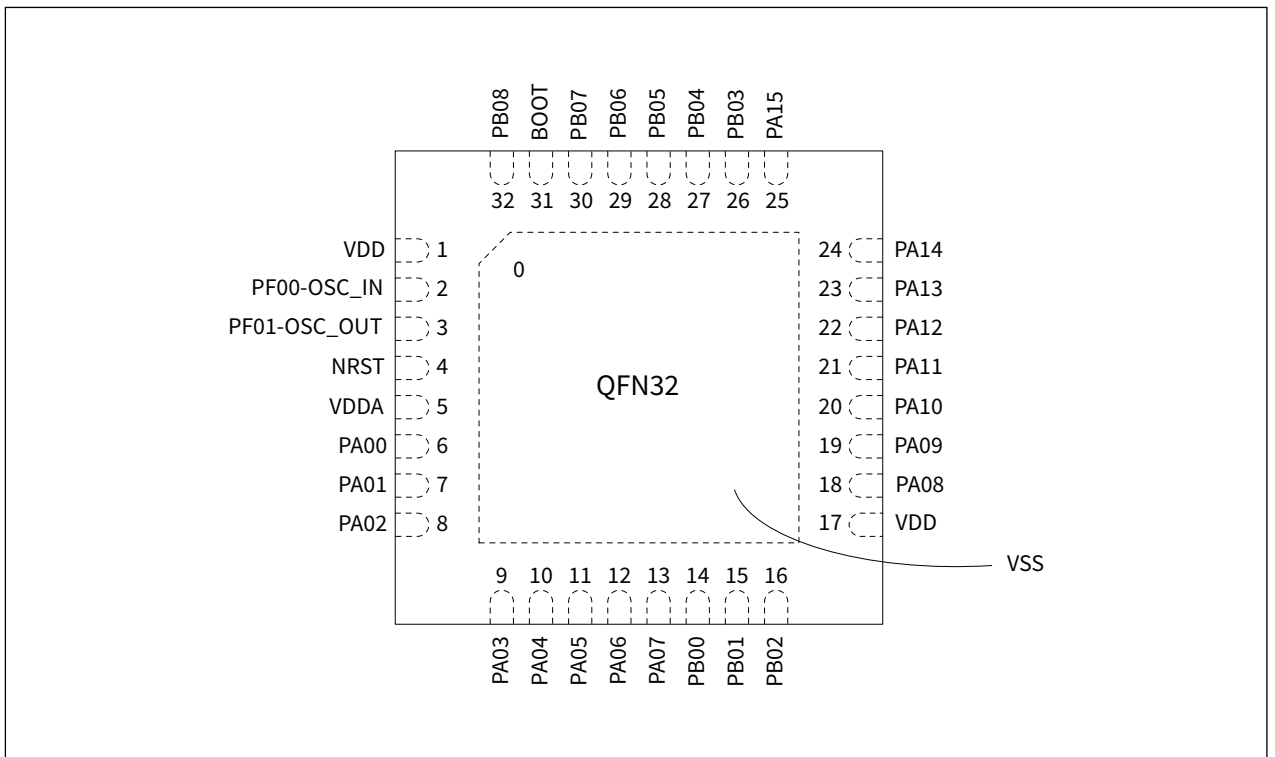 PB08 BOOT PB07 PB06 PB05 PB04 PB03 PA15
32 31 30 29 28 27 26 25
VDD 1 24 PA14
0
PF00-OSC_IN 2 23 PA13
PF01-OSC_OUT 3 22 PA12
NRST 4 21 PA11
QFN32
VDDA 5 20 PA10
PA00 6 19 PA09
PA01 7 18 PA08
PA02 8 17 VDD
VSS
9 10 11 12 13 14 15 16
PA03 PA04 PA05 PA06 PA07 PB00 PB01 PB02